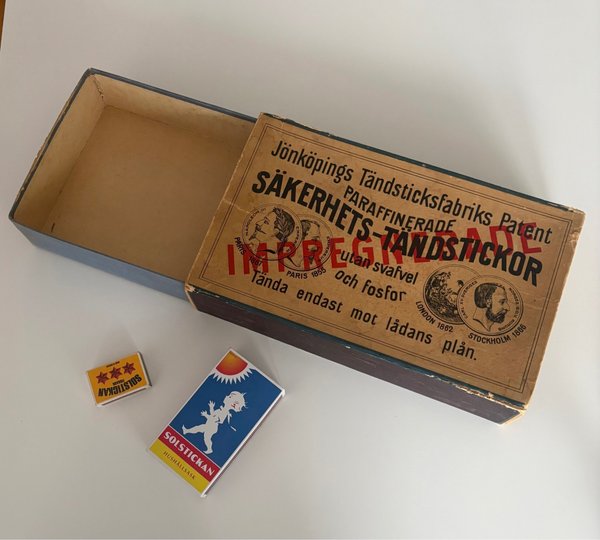 Jönköpings Tändsticksfabriks Patent
PARAFFINERADE
SÄKERHETS-TÄNDSTICKOR
IMPREGNERADE
utan svafvel
och fosfor
Tända endast mot lådans plån.
PARIS 1855
LONDON 1862
STOCKHOLM 1866
SOLSTICKAN
SOLSTICKAN
HUSHÅLLSASK